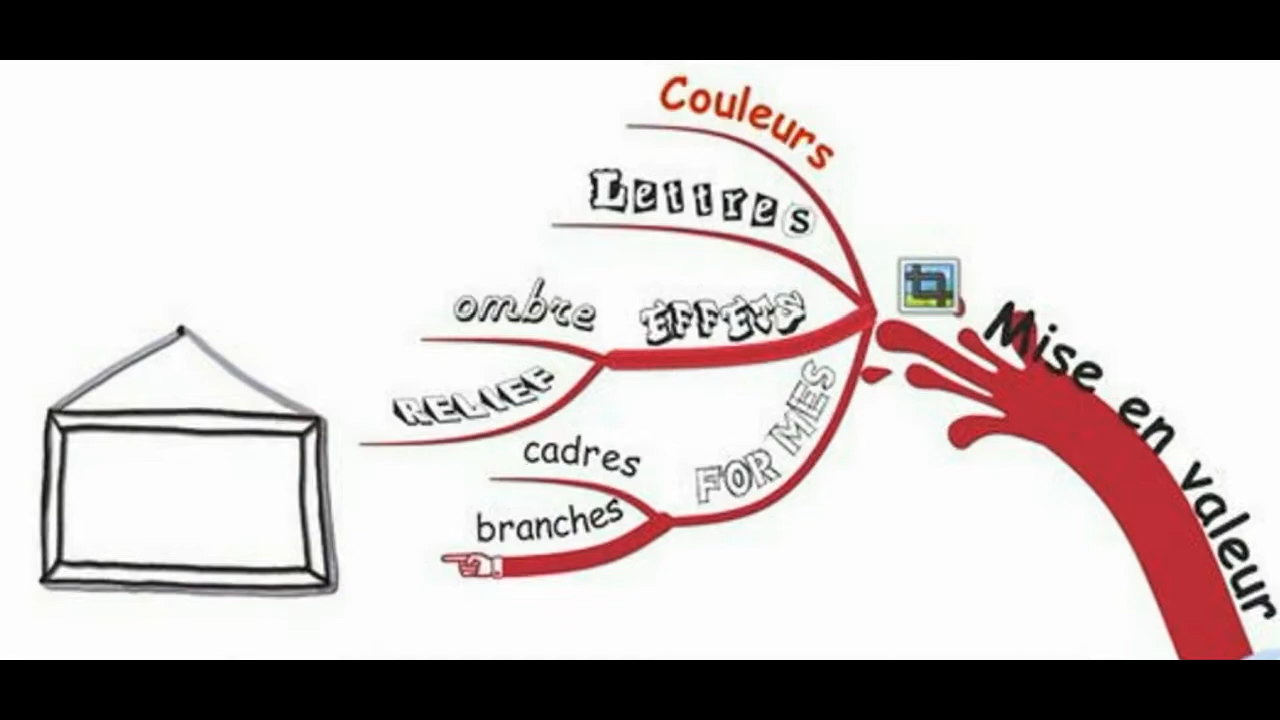 Couleurs
Lettres
ombre
EFFETS
RELIEF
cadres
FORMES
branches
Mise en valeur